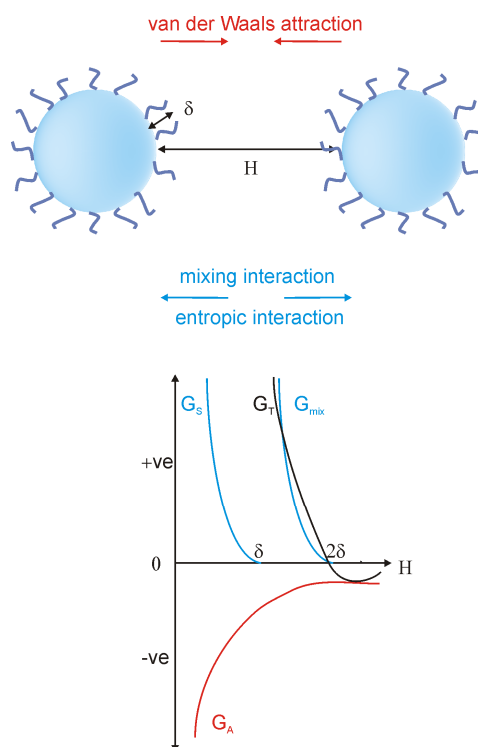 van der Waals attraction
δ
H
mixing interaction
entropic interaction
G_S G_T G_mix
+ve
0 δ 2δ H
-ve
G_A